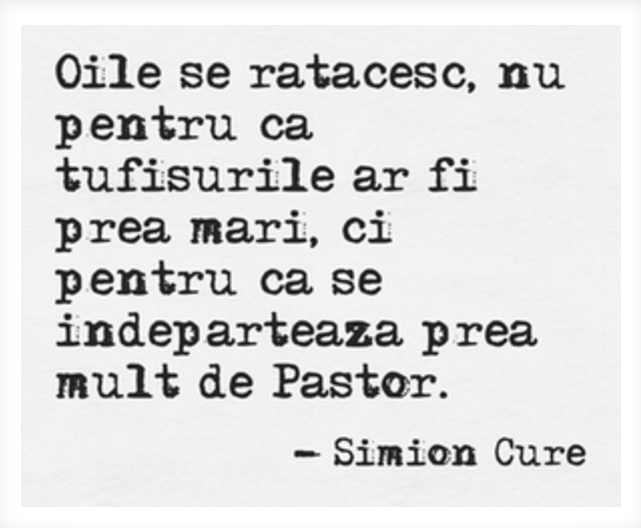 Oile se ratacesc, nu
pentru ca
tufisurile ar fi
prea mari, ci
pentru ca se
indeparteaza prea
mult de Pastor.
– Simion Cure